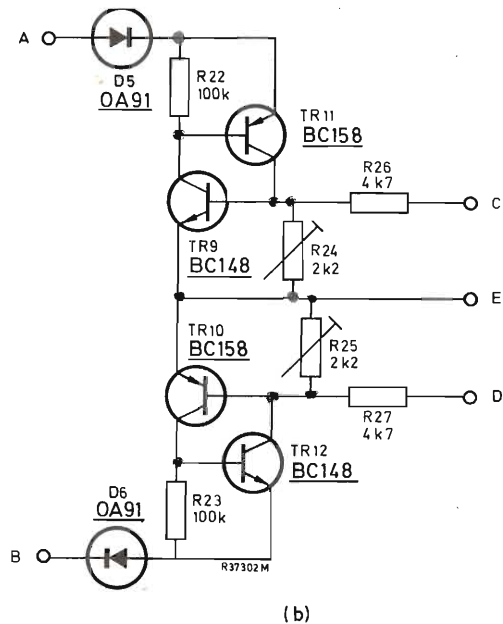 A
D5
OA91
R22
100k
TR11
BC158
R26
4k7
C
TR9
BC148
R24
2k2
E
TR10
BC158
R25
2k2
D
R27
4k7
TR12
BC148
D6
OA91
R23
100k
B
R37302M
(b)